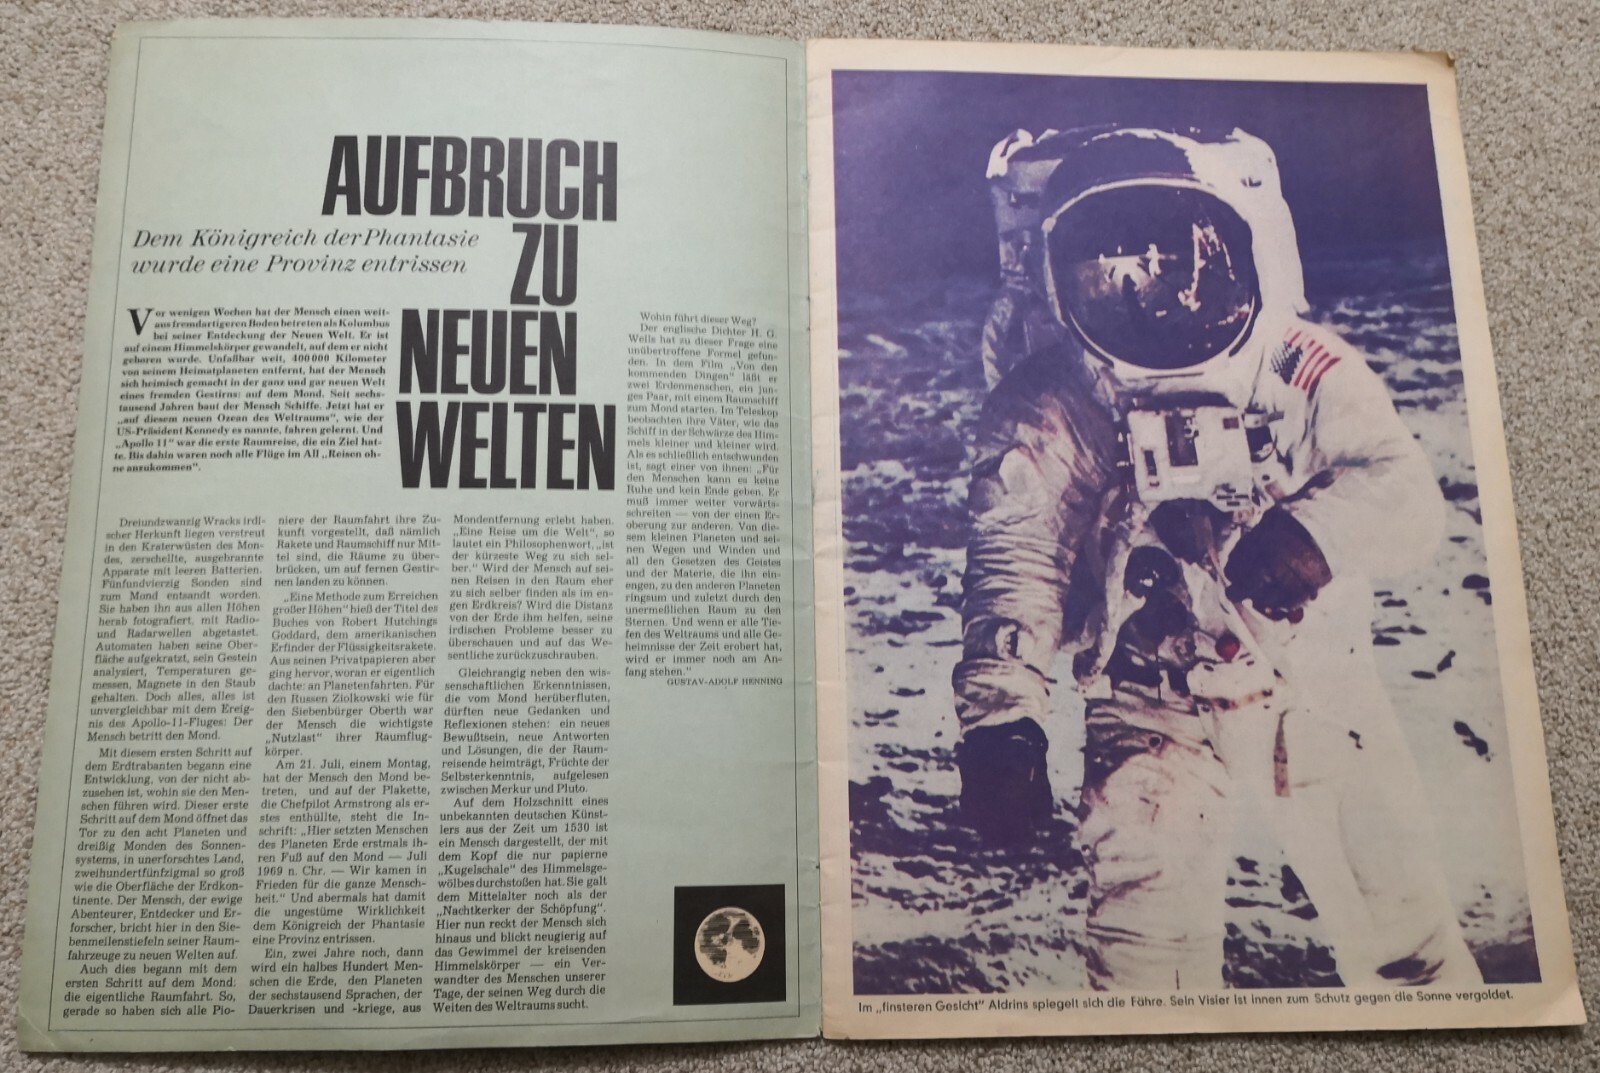 AUFBRUCH
ZU
NEUEN
WELTEN
Dem Königreich der Phantasie
wurde eine Provinz entrissen
Vor wenigen Wochen hat der Mensch einen weit-
aus fremdartigeren Boden betreten als Kolumbus
bei seiner Entdeckung der Neuen Welt. Er ist
auf einem Himmelskörper gewandelt, auf dem er nicht
geboren wurde. Unfaßbar weit, 400 000 Kilometer
von seinem Heimatplaneten entfernt, hat der Mensch
sich heimisch gemacht in der ganz und gar neuen Welt
eines fremden Gestirns: auf dem Mond. Seit sechs-
tausend Jahren baut der Mensch Schiffe. Jetzt hat er
„auf diesem neuen Ozean des Weltraums", wie der
US-Präsident Kennedy es nannte, fahren gelernt. Und
„Apollo 11" war die erste Raumreise, die ein Ziel hat-
te. Bis dahin waren noch alle Flüge im All „Reisen oh-
ne anzukommen".
Dreiundzwanzig Wracks irdi-
scher Herkunft liegen verstreut
in den Kraterwüsten des Mon-
des, zerschellte, ausgebrannte
Apparate mit leeren Batterien.
Fünfundvierzig Sonden sind
zum Mond entsandt worden.
Sie haben ihn aus allen Höhen
herab fotografiert, mit Radio-
und Radarwellen abgetastet.
Automaten haben seine Ober-
fläche aufgekratzt, sein Gestein
analysiert, Temperaturen ge-
messen, Magnete in den Staub
gehalten. Doch alles, alles ist
unvergleichbar mit dem Ereig-
nis des Apollo-11-Fluges: Der
Mensch betritt den Mond.
Mit diesem ersten Schritt auf
dem Erdtrabanten begann eine
Entwicklung, von der nicht ab-
zusehen ist, wohin sie den Men-
schen führen wird. Dieser erste
Schritt auf dem Mond öffnet das
Tor zu den acht Planeten und
dreißig Monden des Sonnen-
systems, in unerforschtes Land,
zweihundertfünfzigmal so groß
wie die Oberfläche der Erdkon-
tinente. Der Mensch, der ewige
Abenteurer, Entdecker und Er-
forscher, bricht hier in den Sie-
benmeilenstiefeln seiner Raum-
fahrzeuge zu neuen Welten auf.
Auch dies begann mit dem
ersten Schritt auf dem Mond:
die eigentliche Raumfahrt. So,
gerade so haben sich alle Pio-
niere der Raumfahrt ihre Zu-
kunft vorgestellt, daß nämlich
Rakete und Raumschiff nur Mit-
tel sind, die Räume zu über-
brücken, um auf fernen Gestir-
nen landen zu können.
„Eine Methode zum Erreichen
großer Höhen" hieß der Titel des
Buches von Robert Hutchings
Goddard, dem amerikanischen
Erfinder der Flüssigkeitsrakete.
Aus seinen Privatpapieren aber
ging hervor, woran er eigentlich
dachte: an Planetenfahrten. Für
den Russen Ziolkowski wie für
den Siebenbürger Oberth war
der Mensch die wichtigste
„Nutzlast" ihrer Raumflug-
körper.
Am 21. Juli, einem Montag,
hat der Mensch den Mond be-
treten, und auf der Plakette,
die Chefpilot Armstrong als er-
stes enthüllte, steht die In-
schrift: „Hier setzten Menschen
des Planeten Erde erstmals ih-
ren Fuß auf den Mond — Juli
1969 n. Chr. — Wir kamen in
Frieden für die ganze Mensch-
heit." Und abermals hat damit
die ungestüme Wirklichkeit
dem Königreich der Phantasie
eine Provinz entrissen.
Ein, zwei Jahre noch, dann
wird ein halbes Hundert Men-
schen die Erde, den Planeten
der sechstausend Sprachen, der
Dauerkrisen und -kriege, aus
Mondentfernung erlebt haben.
„Eine Reise um die Welt", so
lautet ein Philosophenwort, „ist
der kürzeste Weg zu sich sel-
ber." Wird der Mensch auf sei-
nen Reisen in den Raum eher
zu sich selber finden als im en-
gen Erdkreis? Wird die Distanz
von der Erde ihm helfen, seine
irdischen Probleme besser zu
überschauen und auf das We-
sentliche zurückzuschrauben.
Gleichrangig neben den wis-
senschaftlichen Erkenntnissen,
die vom Mond herüberfluten,
dürften neue Gedanken und
Reflexionen stehen: ein neues
Bewußtsein, neue Antworten
und Lösungen, die der Raum-
reisende heimträgt, Früchte der
Selbsterkenntnis, aufgelesen
zwischen Merkur und Pluto.
Auf dem Holzschnitt eines
unbekannten deutschen Künst-
lers aus der Zeit um 1530 ist
ein Mensch dargestellt, der mit
dem Kopf die nur papierne
„Kugelschale" des Himmelsge-
wölbes durchstoßen hat. Sie galt
dem Mittelalter noch als der
„Nachtkerker der Schöpfung".
Hier nun reckt der Mensch sich
hinaus und blickt neugierig auf
das Gewimmel der kreisenden
Himmelskörper — ein Ver-
wandter des Menschen unserer
Tage, der seinen Weg durch die
Welten des Weltraums sucht.
Wohin führt dieser Weg?
Der englische Dichter H. G.
Wells hat zu dieser Frage eine
unübertroffene Formel gefun-
den. In dem Film „Von den
kommenden Dingen" läßt er
zwei Erdenmenschen, ein jun-
ges Paar, mit einem Raumschiff
zum Mond starten. Im Teleskop
beobachten ihre Väter, wie das
Schiff in der Schwärze des Him-
mels kleiner und kleiner wird.
Als es schließlich entschwunden
ist, sagt einer von ihnen: „Für
den Menschen kann es keine
Ruhe und kein Ende geben. Er
muß immer weiter vorwärts-
schreiten — von der einen Er-
oberung zur anderen. Von die-
sem kleinen Planeten und sei-
nen Wegen und Winden und
all den Gesetzen des Geistes
und der Materie, die ihn ein-
engen, zu den anderen Planeten
ringsum und zuletzt durch den
unermeßlichen Raum zu den
Sternen. Und wenn er alle Tie-
fen des Weltraums und alle Ge-
heimnisse der Zeit erobert hat,
wird er immer noch am An-
fang stehen."
GUSTAV-ADOLF HENNING
Im „finsteren Gesicht" Aldrins spiegelt sich die Fähre. Sein Visier ist innen zum Schutz gegen die Sonne vergoldet.